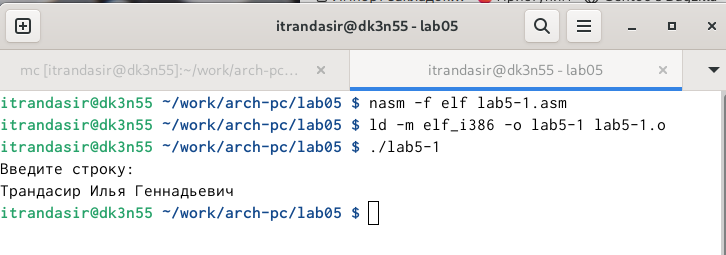 itrandasir@dk3n55 - lab05
mc [itrandasir@dk3n55]:~/work/arch-pc/...
itrandasir@dk3n55 - lab05
itrandasir@dk3n55 ~/work/arch-pc/lab05 $ nasm -f elf lab5-1.asm
itrandasir@dk3n55 ~/work/arch-pc/lab05 $ ld -m elf_i386 -o lab5-1 lab5-1.o
itrandasir@dk3n55 ~/work/arch-pc/lab05 $ ./lab5-1
Введите строку:
Трандасир Илья Геннадьевич
itrandasir@dk3n55 ~/work/arch-pc/lab05 $